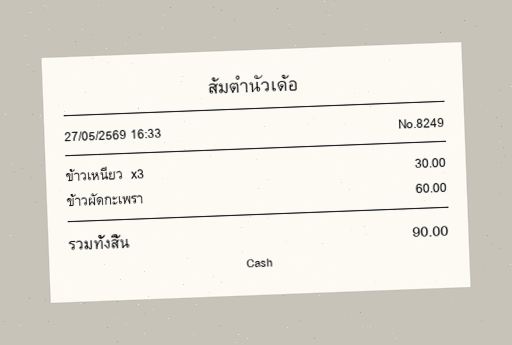 ส้มตำนัวเด้อ
27/05/2569 16:33 No.8249
ข้าวเหนียว x3 30.00
ข้าวผัดกะเพรา 60.00
รวมทั้งสิ้น 90.00
Cash